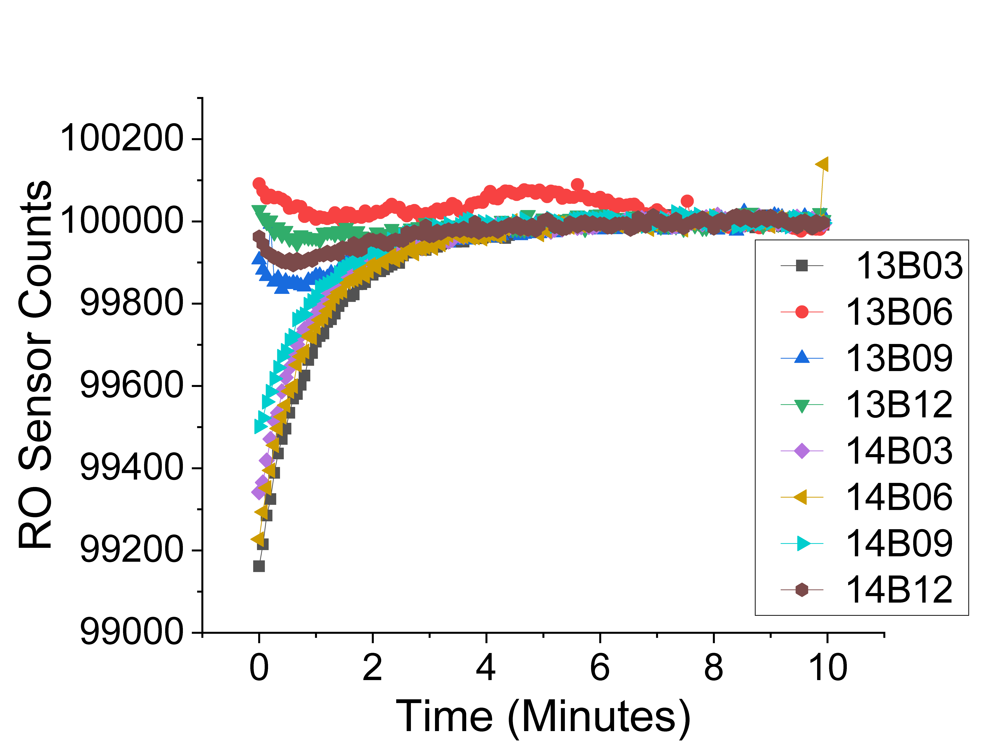 100200
100000
99800
99600
99400
99200
99000
RO Sensor Counts
0 2 4 6 8 10
Time (Minutes)
13B03
13B06
13B09
13B12
14B03
14B06
14B09
14B12